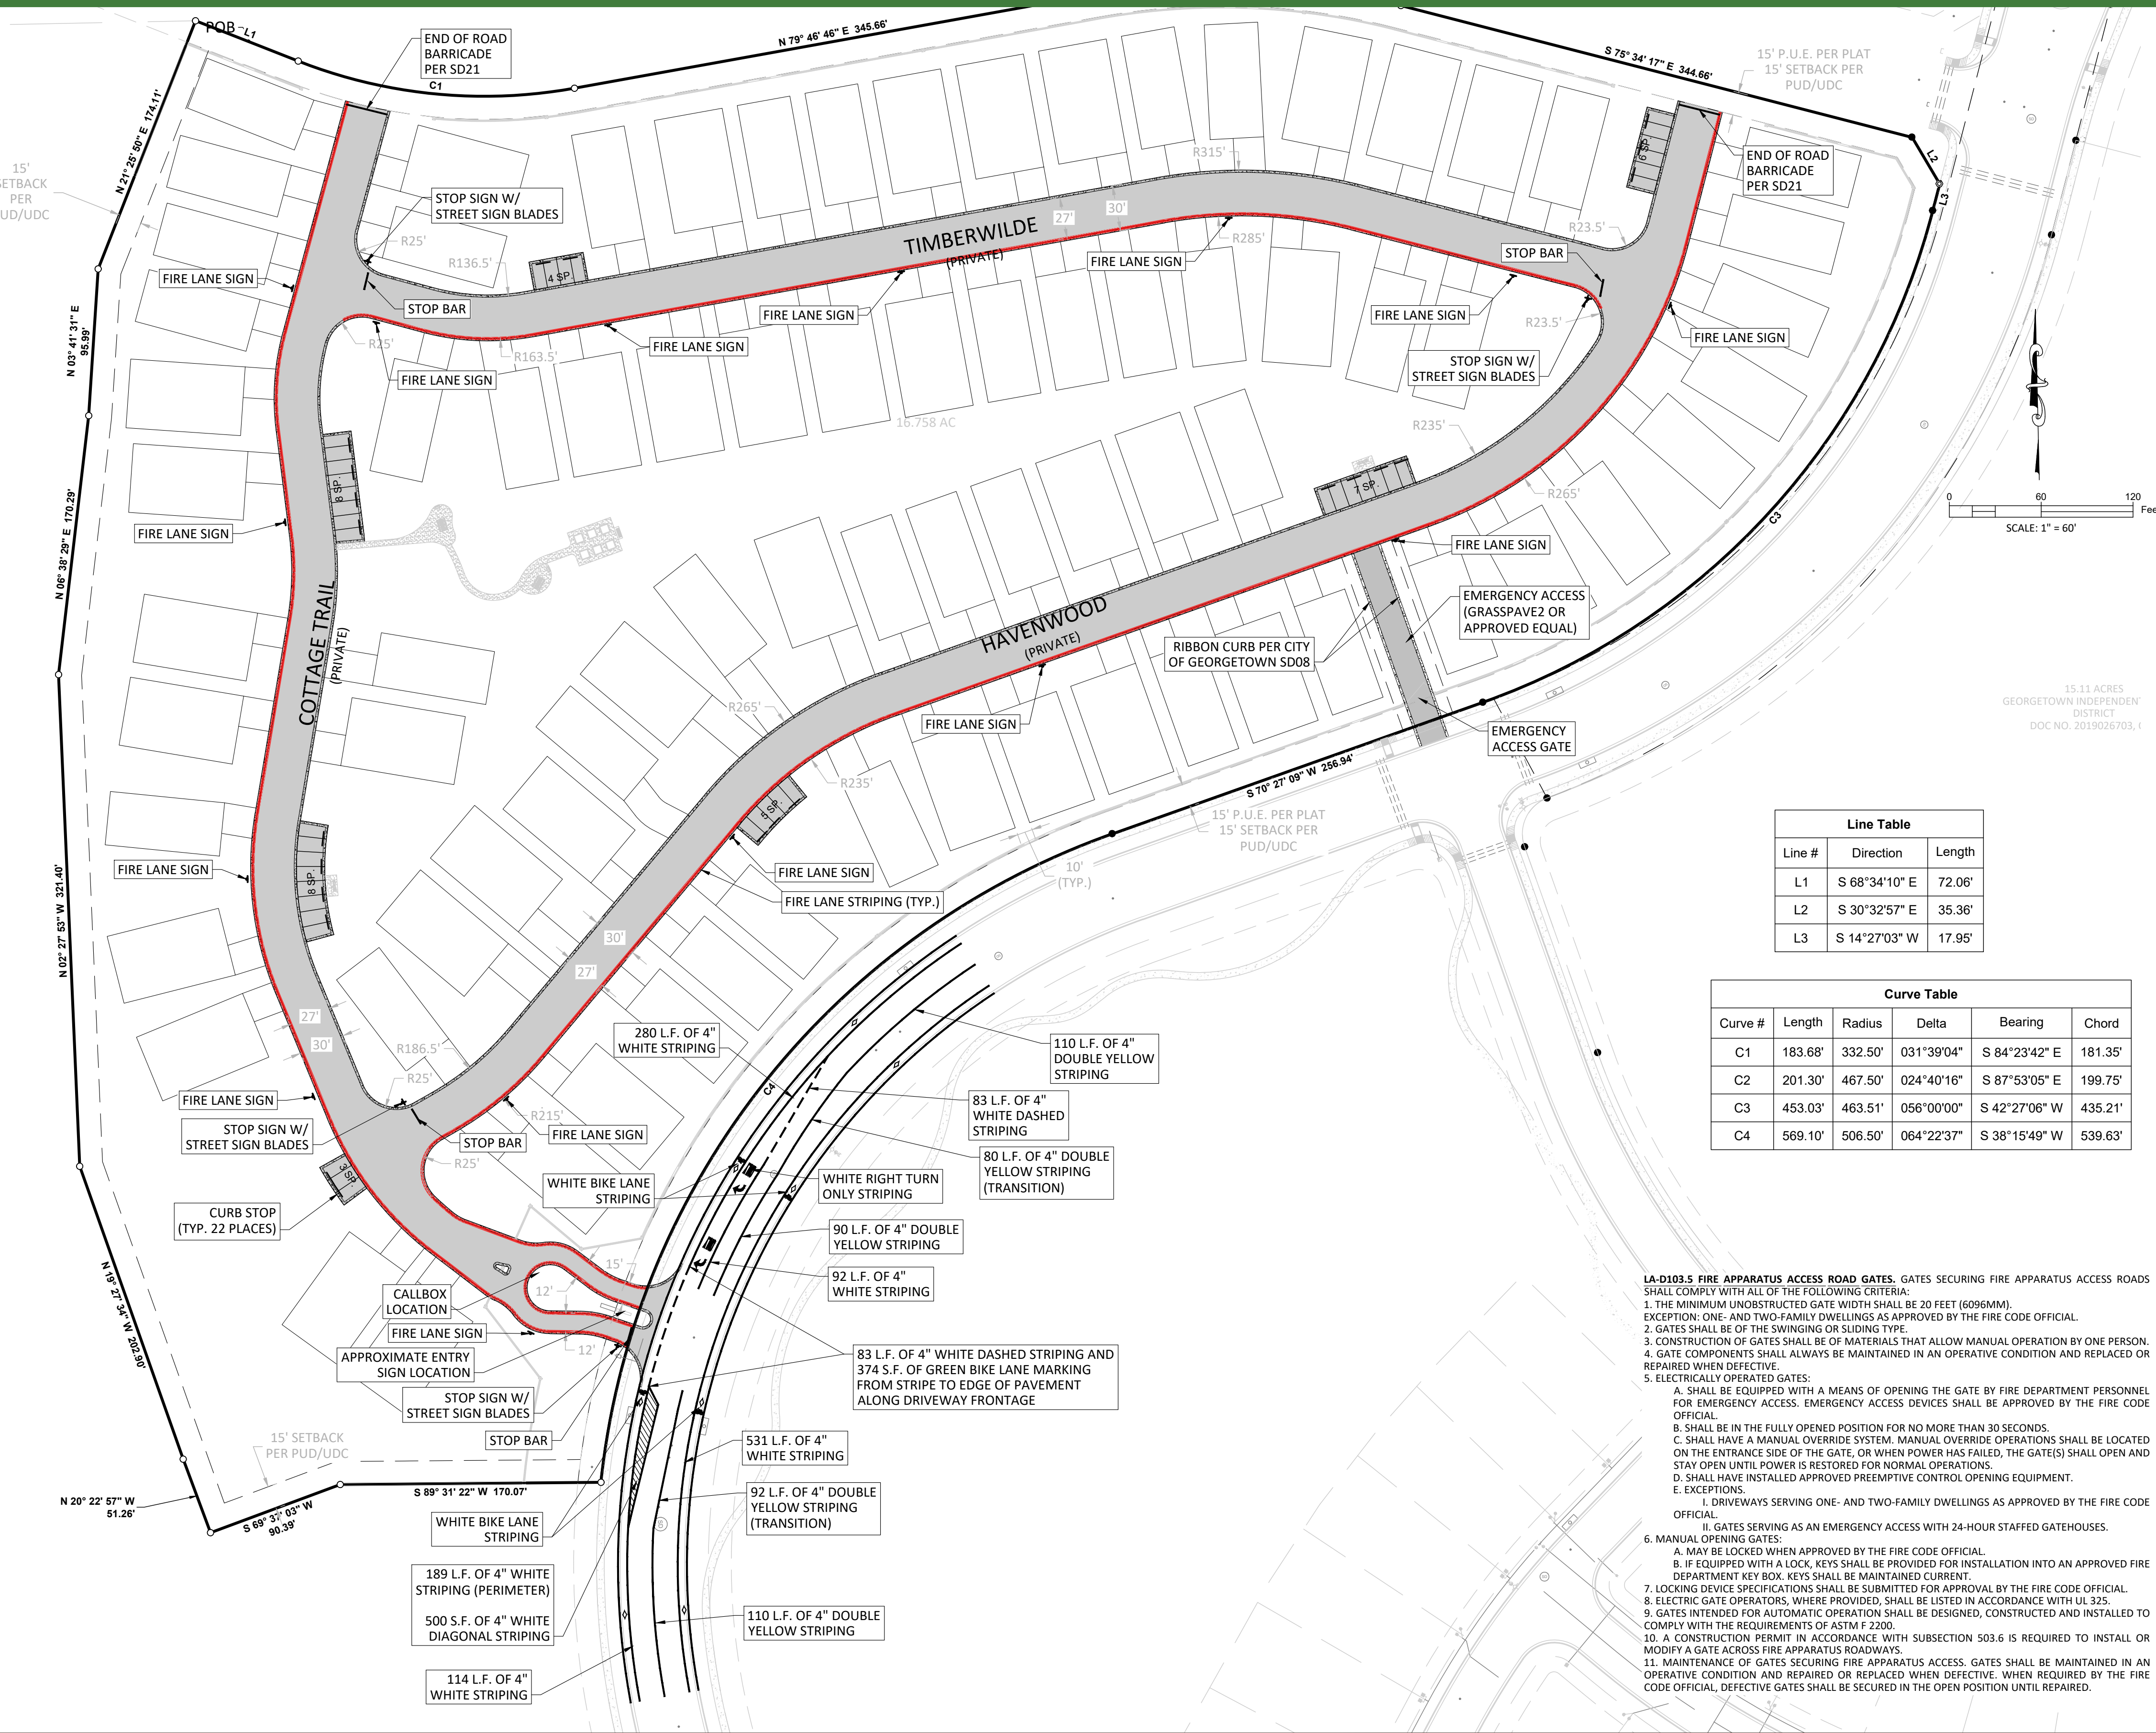 POB
L1
C1
N 79° 46' 46" E 345.66'
S 75° 34' 17" E 344.66'
END OF ROAD
BARRICADE
PER SD21
15' P.U.E. PER PLAT
15' SETBACK PER
PUD/UDC
N 21° 25' 50" E 174.11'
15'
SETBACK
PER
UD/UDC
STOP SIGN W/
STREET SIGN BLADES
R25'
R136.5'
4 SP.
TIMBERWILDE
(PRIVATE)
27'
30'
R315'
R285'
FIRE LANE SIGN
STOP BAR
R23.5'
6 SP.
END OF ROAD
BARRICADE
PER SD21
L2
L3
FIRE LANE SIGN
STOP BAR
FIRE LANE SIGN
FIRE LANE SIGN
R23.5'
FIRE LANE SIGN
R25'
R163.5'
FIRE LANE SIGN
FIRE LANE SIGN
STOP SIGN W/
STREET SIGN BLADES
N 03° 41' 31" E
95.99'
16.758 AC
R235'
8 SP.
7 SP.
R265'
C3
0 60 120
Fee
SCALE: 1" = 60'
FIRE LANE SIGN
FIRE LANE SIGN
N 06° 38' 29" E 170.29'
COTTAGE TRAIL
(PRIVATE)
HAVENWOOD
(PRIVATE)
EMERGENCY ACCESS
(GRASSPAVE2 OR
APPROVED EQUAL)
RIBBON CURB PER CITY
OF GEORGETOWN SD08
R265'
FIRE LANE SIGN
EMERGENCY
ACCESS GATE
15.11 ACRES
GEORGETOWN INDEPENDENT
DISTRICT
DOC NO. 2019026703, (
R235'
S 70° 27' 09" W 256.94'
5 SP.
15' P.U.E. PER PLAT
15' SETBACK PER
PUD/UDC
10'
(TYP.)
FIRE LANE SIGN
8 SP.
FIRE LANE SIGN
FIRE LANE STRIPING (TYP.)
N 02° 27' 53" W 321.40'
30'
27'
27'
30'
Line Table
Line # Direction Length
L1 S 68°34'10" E 72.06'
L2 S 30°32'57" E 35.36'
L3 S 14°27'03" W 17.95'
Curve Table
Curve # Length Radius Delta Bearing Chord
C1 183.68' 332.50' 031°39'04" S 84°23'42" E 181.35'
C2 201.30' 467.50' 024°40'16" S 87°53'05" E 199.75'
C3 453.03' 463.51' 056°00'00" S 42°27'06" W 435.21'
C4 569.10' 506.50' 064°22'37" S 38°15'49" W 539.63'
280 L.F. OF 4"
WHITE STRIPING
R186.5'
R25'
C4
110 L.F. OF 4"
DOUBLE YELLOW
STRIPING
FIRE LANE SIGN
83 L.F. OF 4"
WHITE DASHED
STRIPING
STOP SIGN W/
STREET SIGN BLADES
STOP BAR
R215'
FIRE LANE SIGN
R25'
80 L.F. OF 4" DOUBLE
YELLOW STRIPING
(TRANSITION)
3 SP.
WHITE BIKE LANE
STRIPING
WHITE RIGHT TURN
ONLY STRIPING
CURB STOP
(TYP. 22 PLACES)
90 L.F. OF 4" DOUBLE
YELLOW STRIPING
15'
12'
92 L.F. OF 4"
WHITE STRIPING
CALLBOX
LOCATION
FIRE LANE SIGN
12'
APPROXIMATE ENTRY
SIGN LOCATION
83 L.F. OF 4" WHITE DASHED STRIPING AND
374 S.F. OF GREEN BIKE LANE MARKING
FROM STRIPE TO EDGE OF PAVEMENT
ALONG DRIVEWAY FRONTAGE
STOP SIGN W/
STREET SIGN BLADES
STOP BAR
N 19° 27' 34" W 202.90'
15' SETBACK
PER PUD/UDC
531 L.F. OF 4"
WHITE STRIPING
S 89° 31' 22" W 170.07'
N 20° 22' 57" W
51.26'
S 69° 37' 03" W
90.39'
92 L.F. OF 4" DOUBLE
YELLOW STRIPING
(TRANSITION)
WHITE BIKE LANE
STRIPING
189 L.F. OF 4" WHITE
STRIPING (PERIMETER)
500 S.F. OF 4" WHITE
DIAGONAL STRIPING
110 L.F. OF 4" DOUBLE
YELLOW STRIPING
114 L.F. OF 4"
WHITE STRIPING
LA-D103.5 FIRE APPARATUS ACCESS ROAD GATES. GATES SECURING FIRE APPARATUS ACCESS ROADS
SHALL COMPLY WITH ALL OF THE FOLLOWING CRITERIA:
1. THE MINIMUM UNOBSTRUCTED GATE WIDTH SHALL BE 20 FEET (6096MM).
EXCEPTION: ONE- AND TWO-FAMILY DWELLINGS AS APPROVED BY THE FIRE CODE OFFICIAL.
2. GATES SHALL BE OF THE SWINGING OR SLIDING TYPE.
3. CONSTRUCTION OF GATES SHALL BE OF MATERIALS THAT ALLOW MANUAL OPERATION BY ONE PERSON.
4. GATE COMPONENTS SHALL ALWAYS BE MAINTAINED IN AN OPERATIVE CONDITION AND REPLACED OR
REPAIRED WHEN DEFECTIVE.
5. ELECTRICALLY OPERATED GATES:
A. SHALL BE EQUIPPED WITH A MEANS OF OPENING THE GATE BY FIRE DEPARTMENT PERSONNEL
FOR EMERGENCY ACCESS. EMERGENCY ACCESS DEVICES SHALL BE APPROVED BY THE FIRE CODE
OFFICIAL.
B. SHALL BE IN THE FULLY OPENED POSITION FOR NO MORE THAN 30 SECONDS.
C. SHALL HAVE A MANUAL OVERRIDE SYSTEM. MANUAL OVERRIDE OPERATIONS SHALL BE LOCATED
ON THE ENTRANCE SIDE OF THE GATE, OR WHEN POWER HAS FAILED, THE GATE(S) SHALL OPEN AND
STAY OPEN UNTIL POWER IS RESTORED FOR NORMAL OPERATIONS.
D. SHALL HAVE INSTALLED APPROVED PREEMPTIVE CONTROL OPENING EQUIPMENT.
E. EXCEPTIONS.
I. DRIVEWAYS SERVING ONE- AND TWO-FAMILY DWELLINGS AS APPROVED BY THE FIRE CODE
OFFICIAL.
II. GATES SERVING AS AN EMERGENCY ACCESS WITH 24-HOUR STAFFED GATEHOUSES.
6. MANUAL OPENING GATES:
A. MAY BE LOCKED WHEN APPROVED BY THE FIRE CODE OFFICIAL.
B. IF EQUIPPED WITH A LOCK, KEYS SHALL BE PROVIDED FOR INSTALLATION INTO AN APPROVED FIRE
DEPARTMENT KEY BOX. KEYS SHALL BE MAINTAINED CURRENT.
7. LOCKING DEVICE SPECIFICATIONS SHALL BE SUBMITTED FOR APPROVAL BY THE FIRE CODE OFFICIAL.
8. ELECTRIC GATE OPERATORS, WHERE PROVIDED, SHALL BE LISTED IN ACCORDANCE WITH UL 325.
9. GATES INTENDED FOR AUTOMATIC OPERATION SHALL BE DESIGNED, CONSTRUCTED AND INSTALLED TO
COMPLY WITH THE REQUIREMENTS OF ASTM F 2200.
10. A CONSTRUCTION PERMIT IN ACCORDANCE WITH SUBSECTION 503.6 IS REQUIRED TO INSTALL OR
MODIFY A GATE ACROSS FIRE APPARATUS ROADWAYS.
11. MAINTENANCE OF GATES SECURING FIRE APPARATUS ACCESS. GATES SHALL BE MAINTAINED IN AN
OPERATIVE CONDITION AND REPAIRED OR REPLACED WHEN DEFECTIVE. WHEN REQUIRED BY THE FIRE
CODE OFFICIAL, DEFECTIVE GATES SHALL BE SECURED IN THE OPEN POSITION UNTIL REPAIRED.